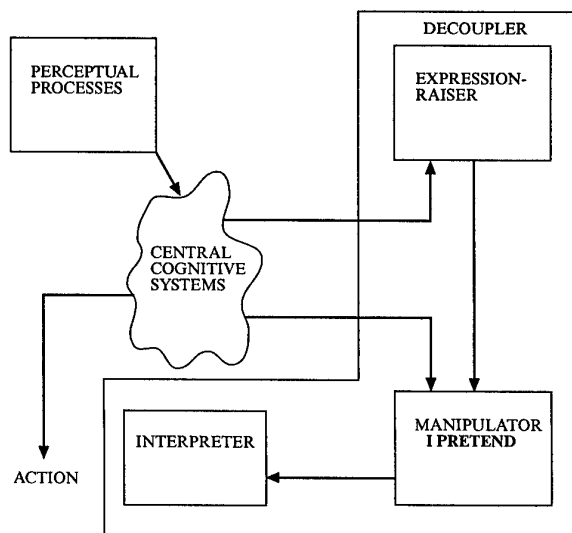 DECOUPLER
PERCEPTUAL
PROCESSES
EXPRESSION-
RAISER
CENTRAL
COGNITIVE
SYSTEMS
INTERPRETER
MANIPULATOR
I PRETEND
ACTION